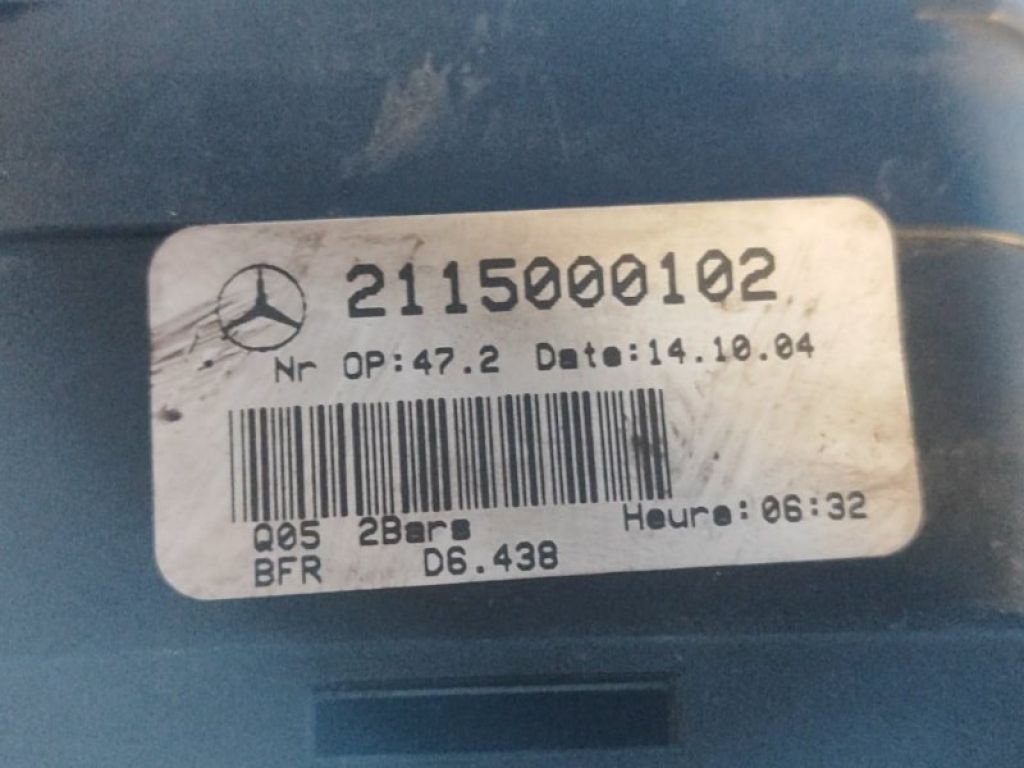 2115000102
Nr OP:47.2 Date:14.10.04
Q05 2Bars Heure:06:32
BFR D6.438